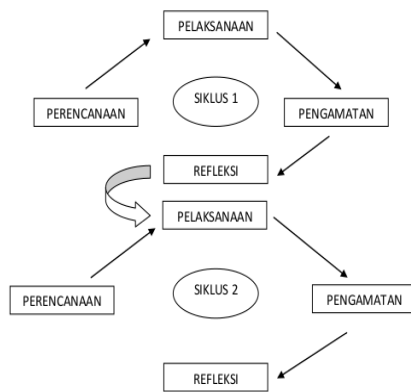 PELAKSANAAN
SIKLUS 1
PERENCANAAN
PENGAMATAN
REFLEKSI
PELAKSANAAN
SIKLUS 2
PERENCANAAN
PENGAMATAN
REFLEKSI